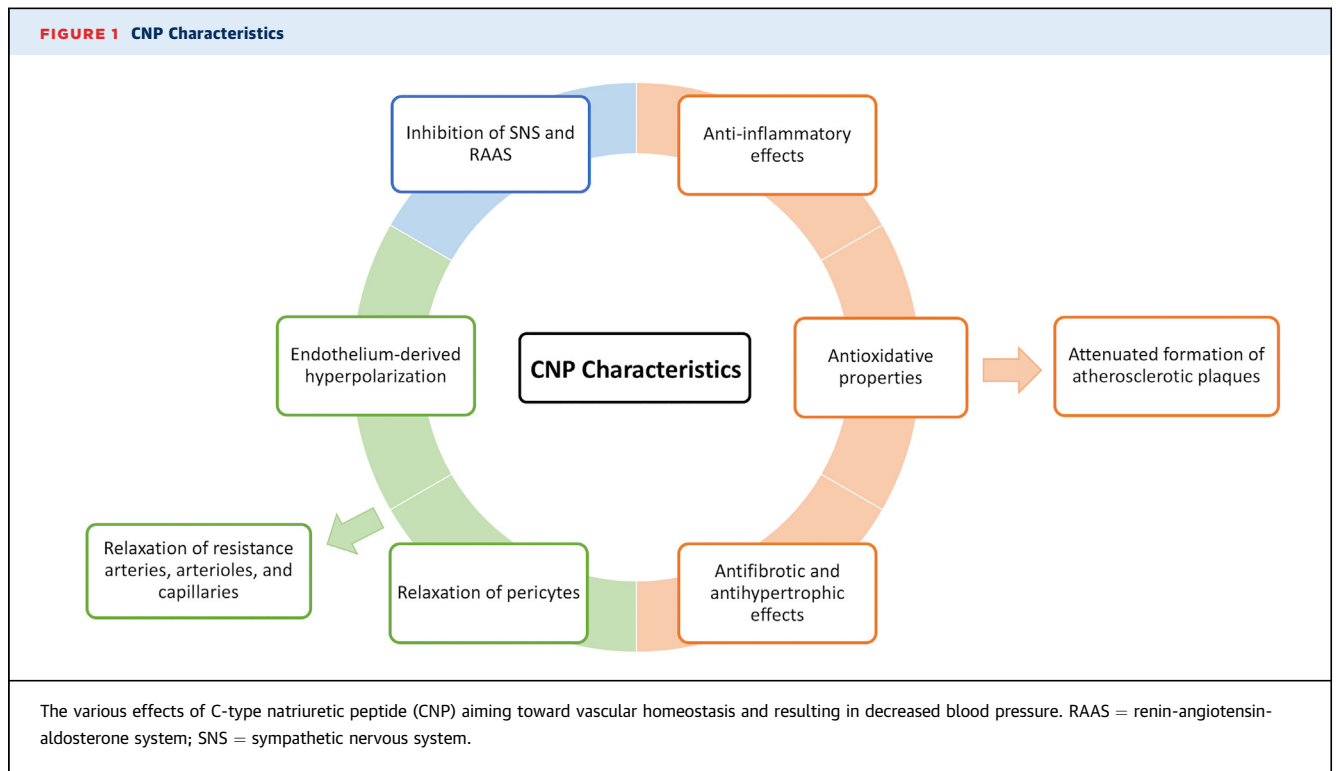 FIGURE 1 CNP Characteristics
Inhibition of SNS and
RAAS
Anti-inflammatory
effects
Endothelium-derived
hyperpolarization
CNP Characteristics
Antioxidative
properties
Attenuated formation of
atherosclerotic plaques
Relaxation of resistance
arteries, arterioles, and
capillaries
Relaxation of pericytes
Antifibrotic and
antihypertrophic
effects
The various effects of C-type natriuretic peptide (CNP) aiming toward vascular homeostasis and resulting in decreased blood pressure. RAAS = renin-angiotensin-
aldosterone system; SNS = sympathetic nervous system.